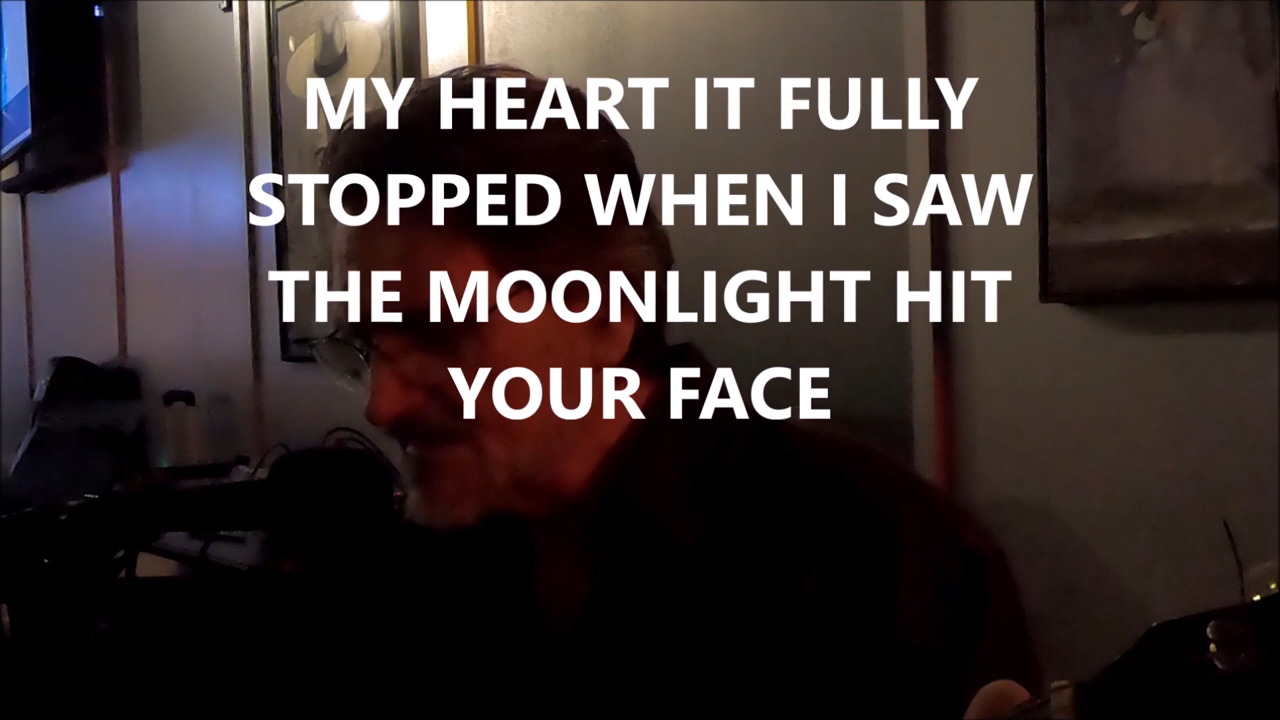 MY HEART IT FULLY
STOPPED WHEN I SAW
THE MOONLIGHT HIT
YOUR FACE